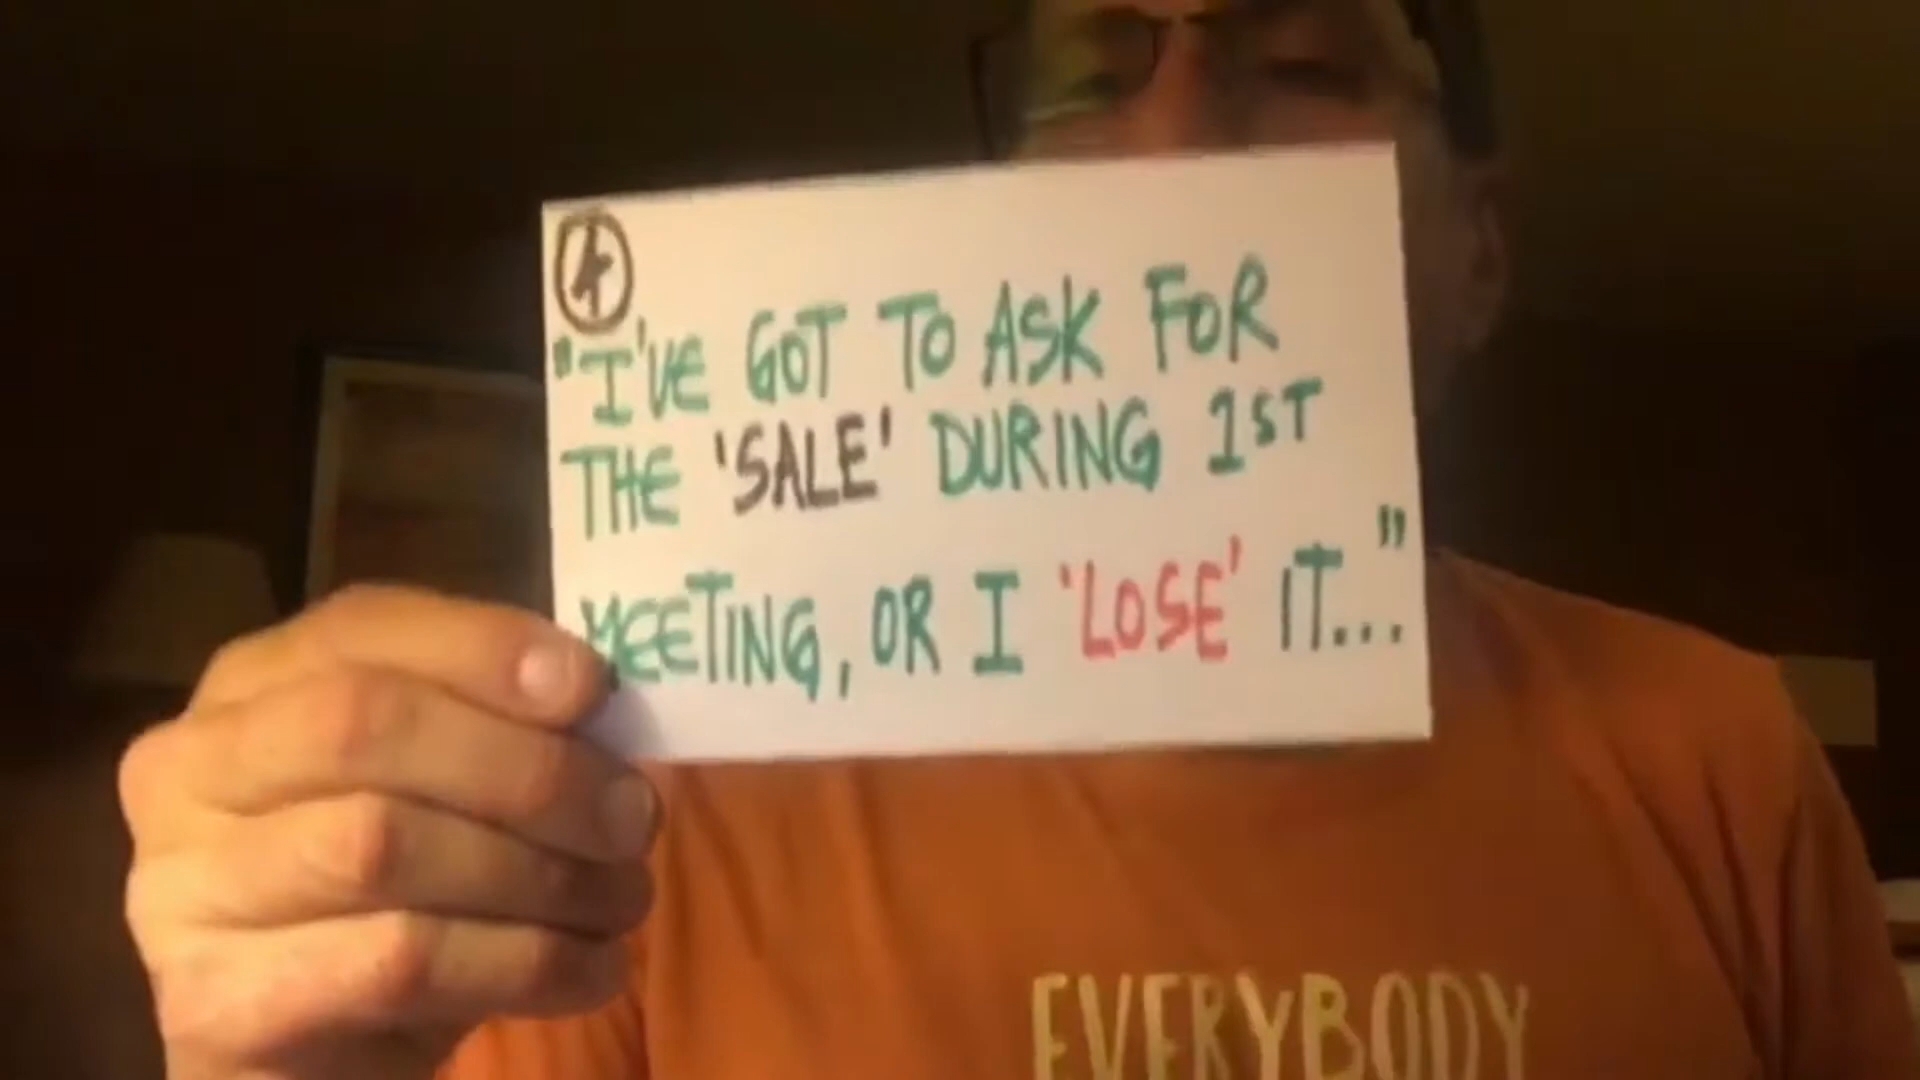 4
"I'VE GOT TO ASK FOR
THE 'SALE' DURING 1ST
MEETING, OR I 'LOSE' IT..."
EVERYBODY